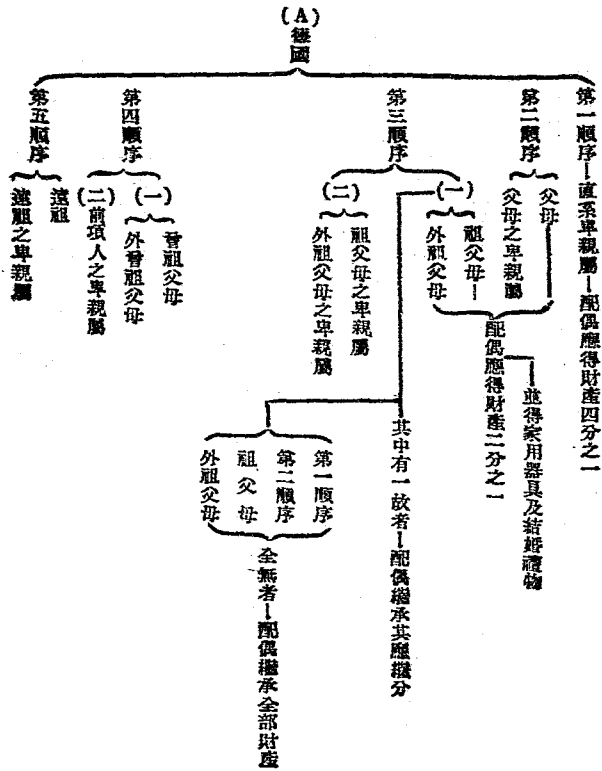 (A)德國
第一順序—直系卑親屬—配偶應得財產四分之一
第二順序
父母
父母之卑親屬
第三順序
(一)
祖父母
外祖父母
配偶應得財產二分之一
並得家用器具及結婚禮物
其中有一故者—配偶繼承其應繼分
第一順序
第二順序
祖父母
外祖父母
全無者—配偶繼承全部財產
(二)
祖父母之卑親屬
外祖父母之卑親屬
第四順序
(一)
曾祖父母
外曾祖父母
(二)前項人之卑親屬
第五順序
遠祖
遠祖之卑親屬